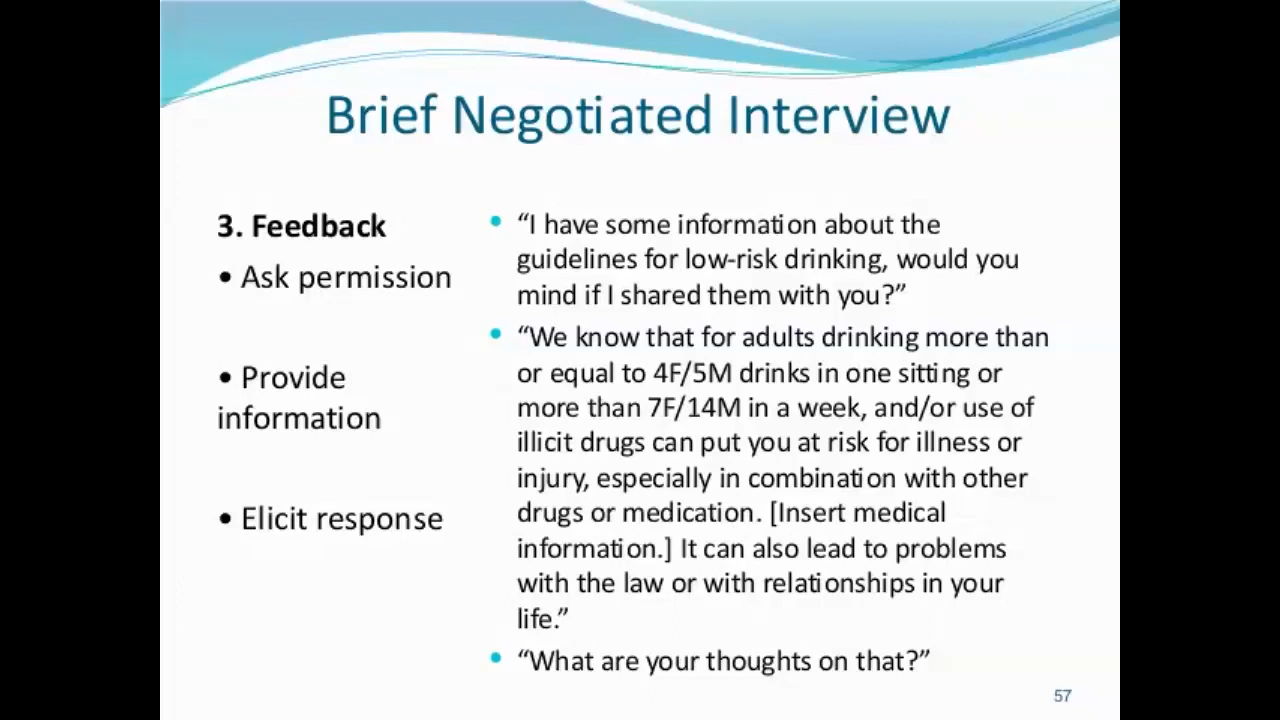 Brief Negotiated Interview
3. Feedback
• Ask permission
• Provide
information
• Elicit response
• “I have some information about the
guidelines for low-risk drinking, would you
mind if I shared them with you?”
• “We know that for adults drinking more than
or equal to 4F/5M drinks in one sitting or
more than 7F/14M in a week, and/or use of
illicit drugs can put you at risk for illness or
injury, especially in combination with other
drugs or medication. [Insert medical
information.] It can also lead to problems
with the law or with relationships in your
life.”
• “What are your thoughts on that?”
57